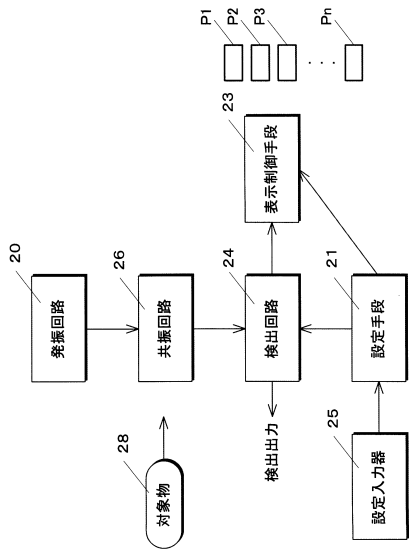 20
発振回路
26
共振回路
28
対象物
24
検出回路
検出出力
23
表示制御手段
21
設定手段
25
設定入力器
P1
P2
P3
. . .
Pn